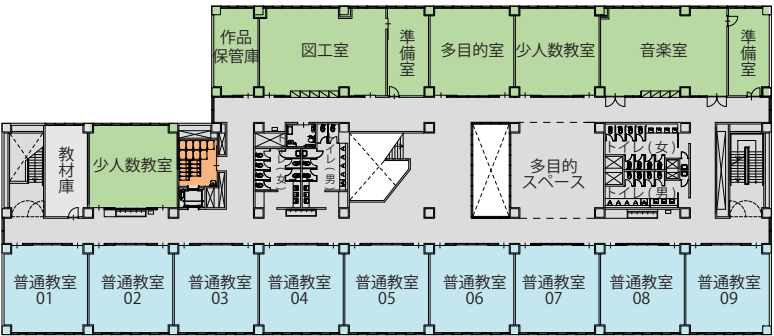 作品
保管庫
図工室
準備室
多目的室
少人数教室
音楽室
準備室
教材庫
少人数教室
トイレ(女)
トイレ(男)
多目的
スペース
トイレ(女)
トイレ(男)
普通教室
01
普通教室
02
普通教室
03
普通教室
04
普通教室
05
普通教室
06
普通教室
07
普通教室
08
普通教室
09